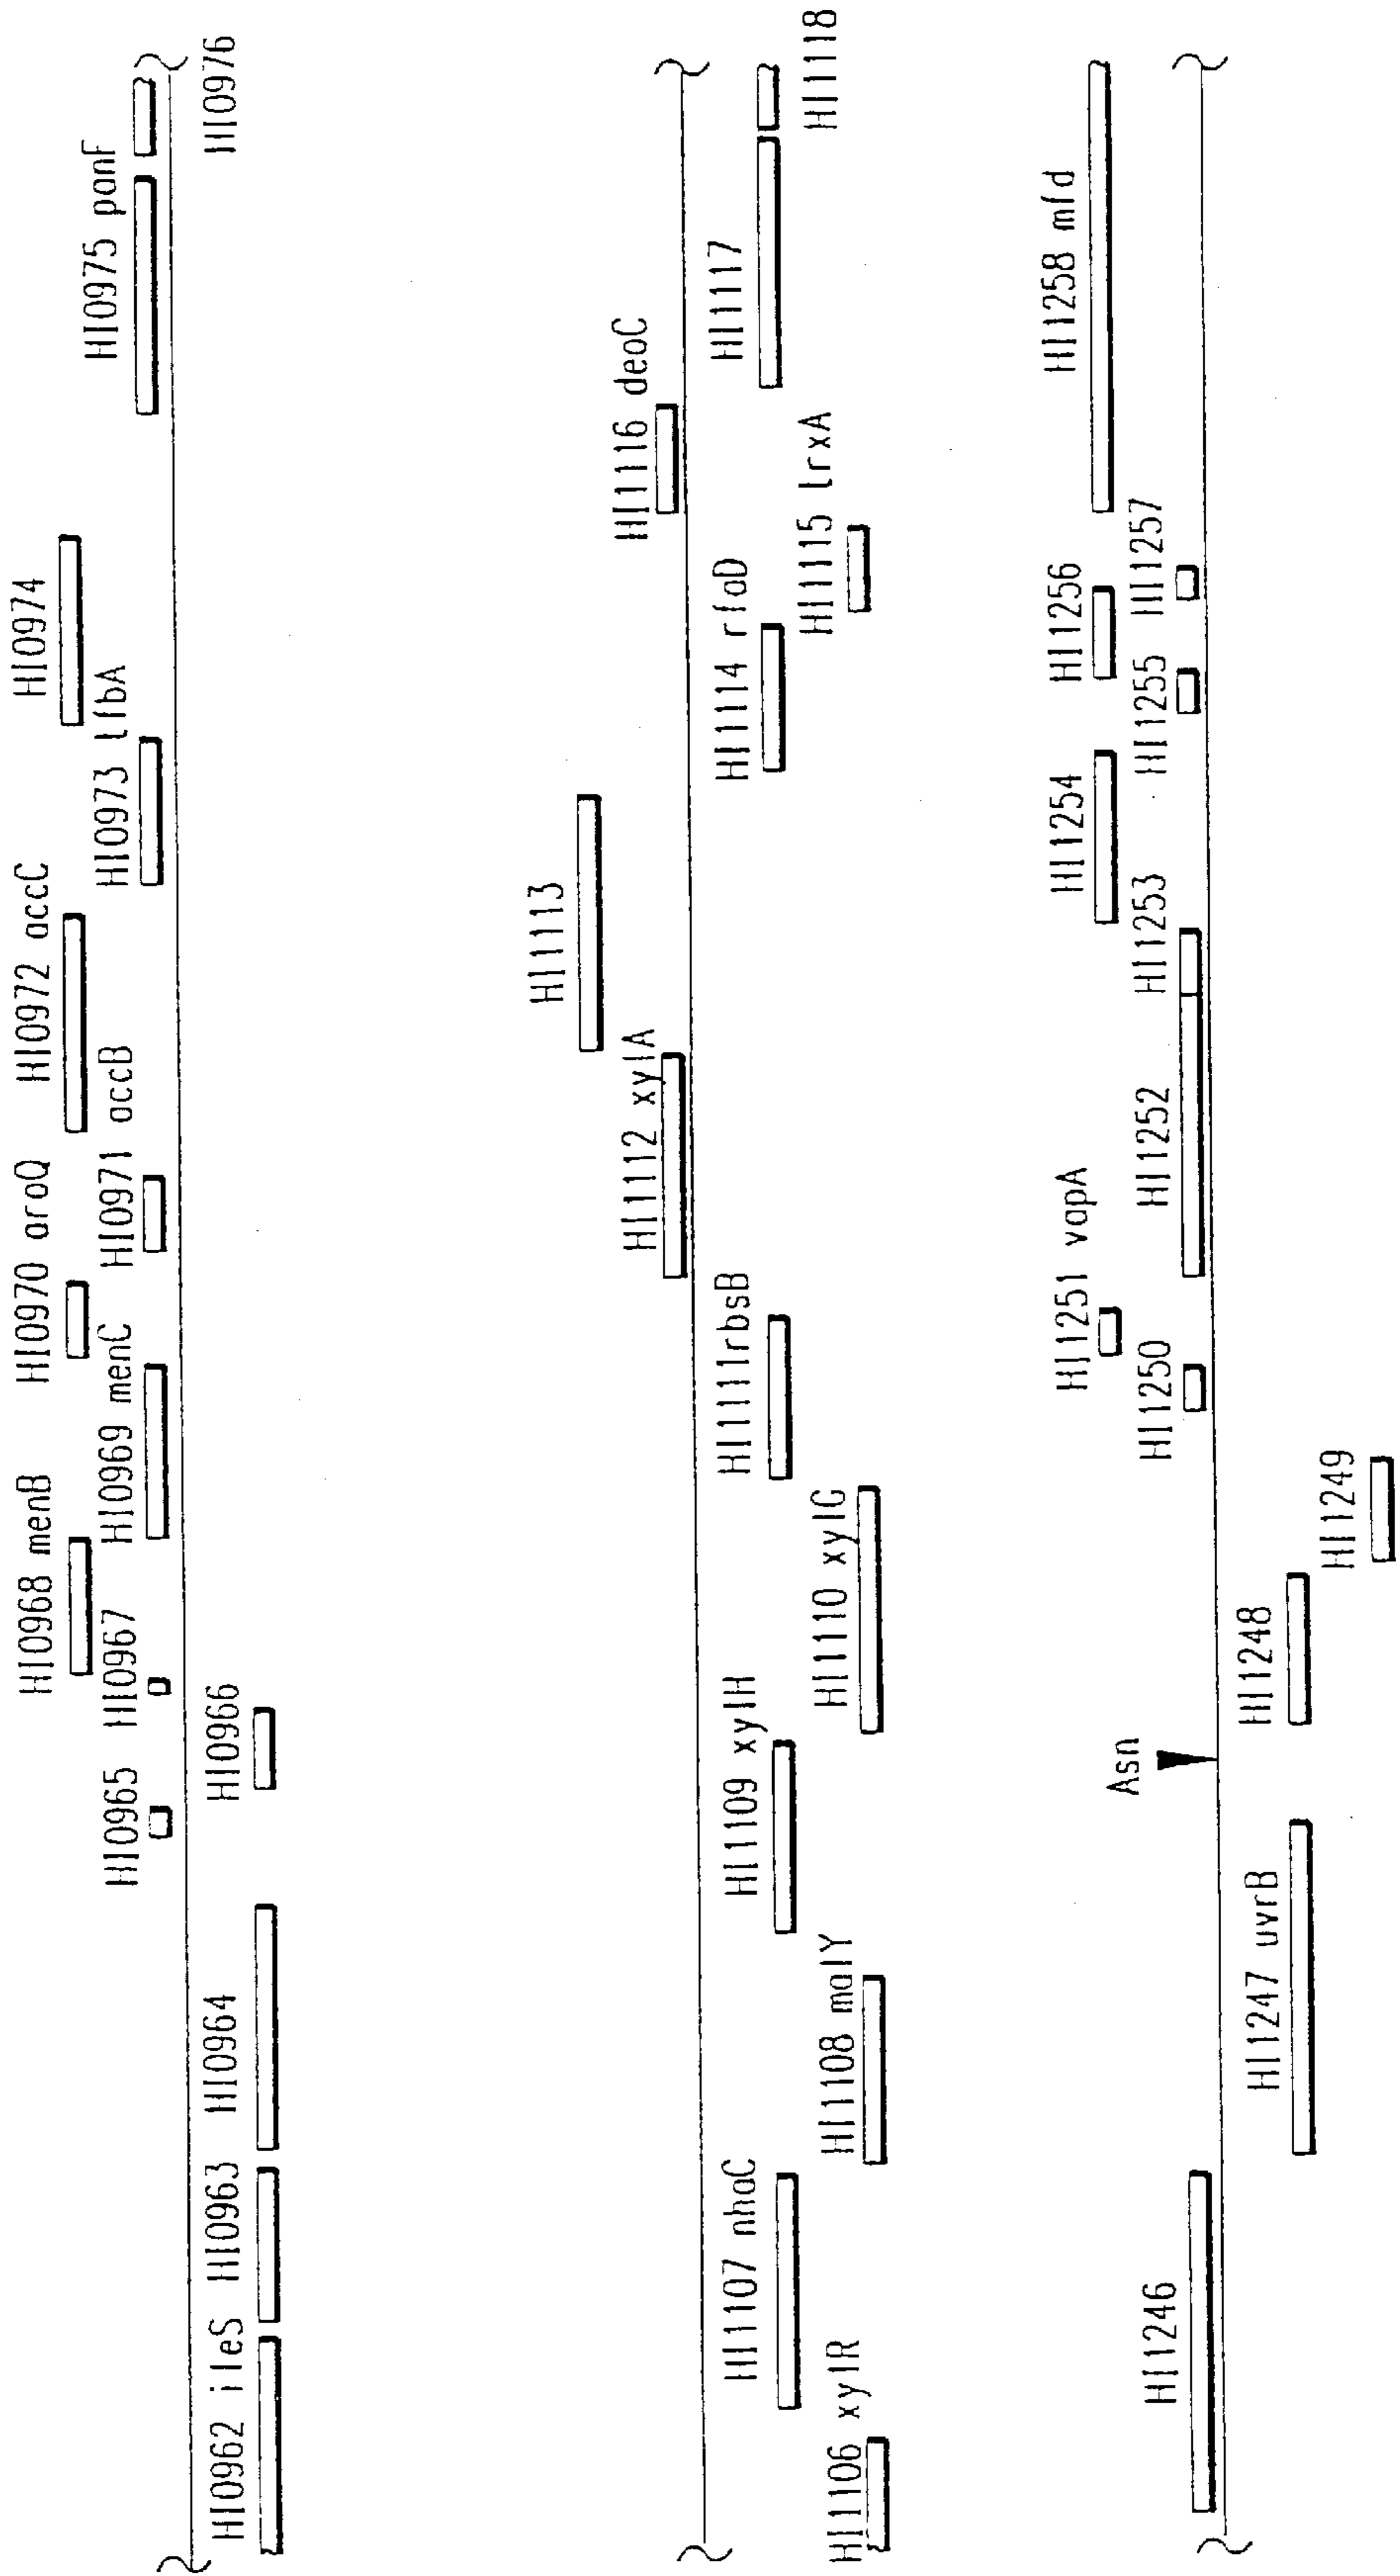 HI0962 ileS
HI0963
HI0964
HI0965
HI0966
HI0967
HI0968 menB
HI0969 menC
HI0970 aroQ
HI0971 accB
HI0972 accC
HI0973 tfbA
HI0974
HI0975 panF
HI0976
HI1106 xylR
HI1107 nhaC
HI1108 malY
HI1109 xylH
HI1110 xylG
HI1111rbsB
HI1112 xylA
HI1113
HI1114 rfaD
HI1115 trxA
HI1116 deoC
HI1117
HI1118
HI1246
HI1247 uvrB
Asn
HI1248
HI1249
HI1250
HI1251 vapA
HI1252
HI1253
HI1254
HI1255
HI1256
HI1257
HI1258 mfd